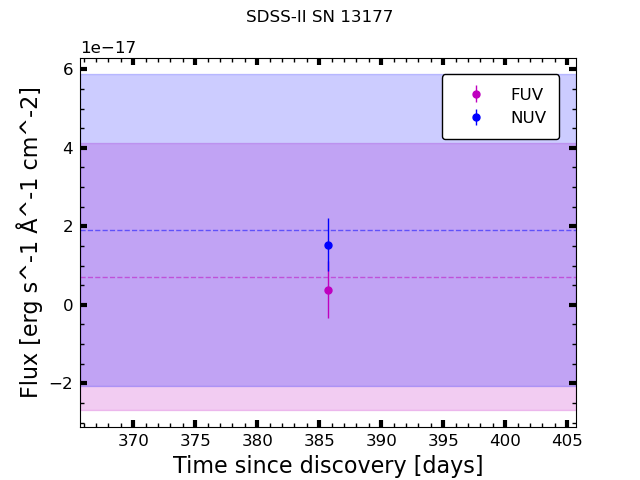 SDSS-II SN 13177
1e−17
6
4
2
0
−2
Flux [erg s^-1 Å^-1 cm^-2]
FUV
NUV
370 375 380 385 390 395 400 405
Time since discovery [days]